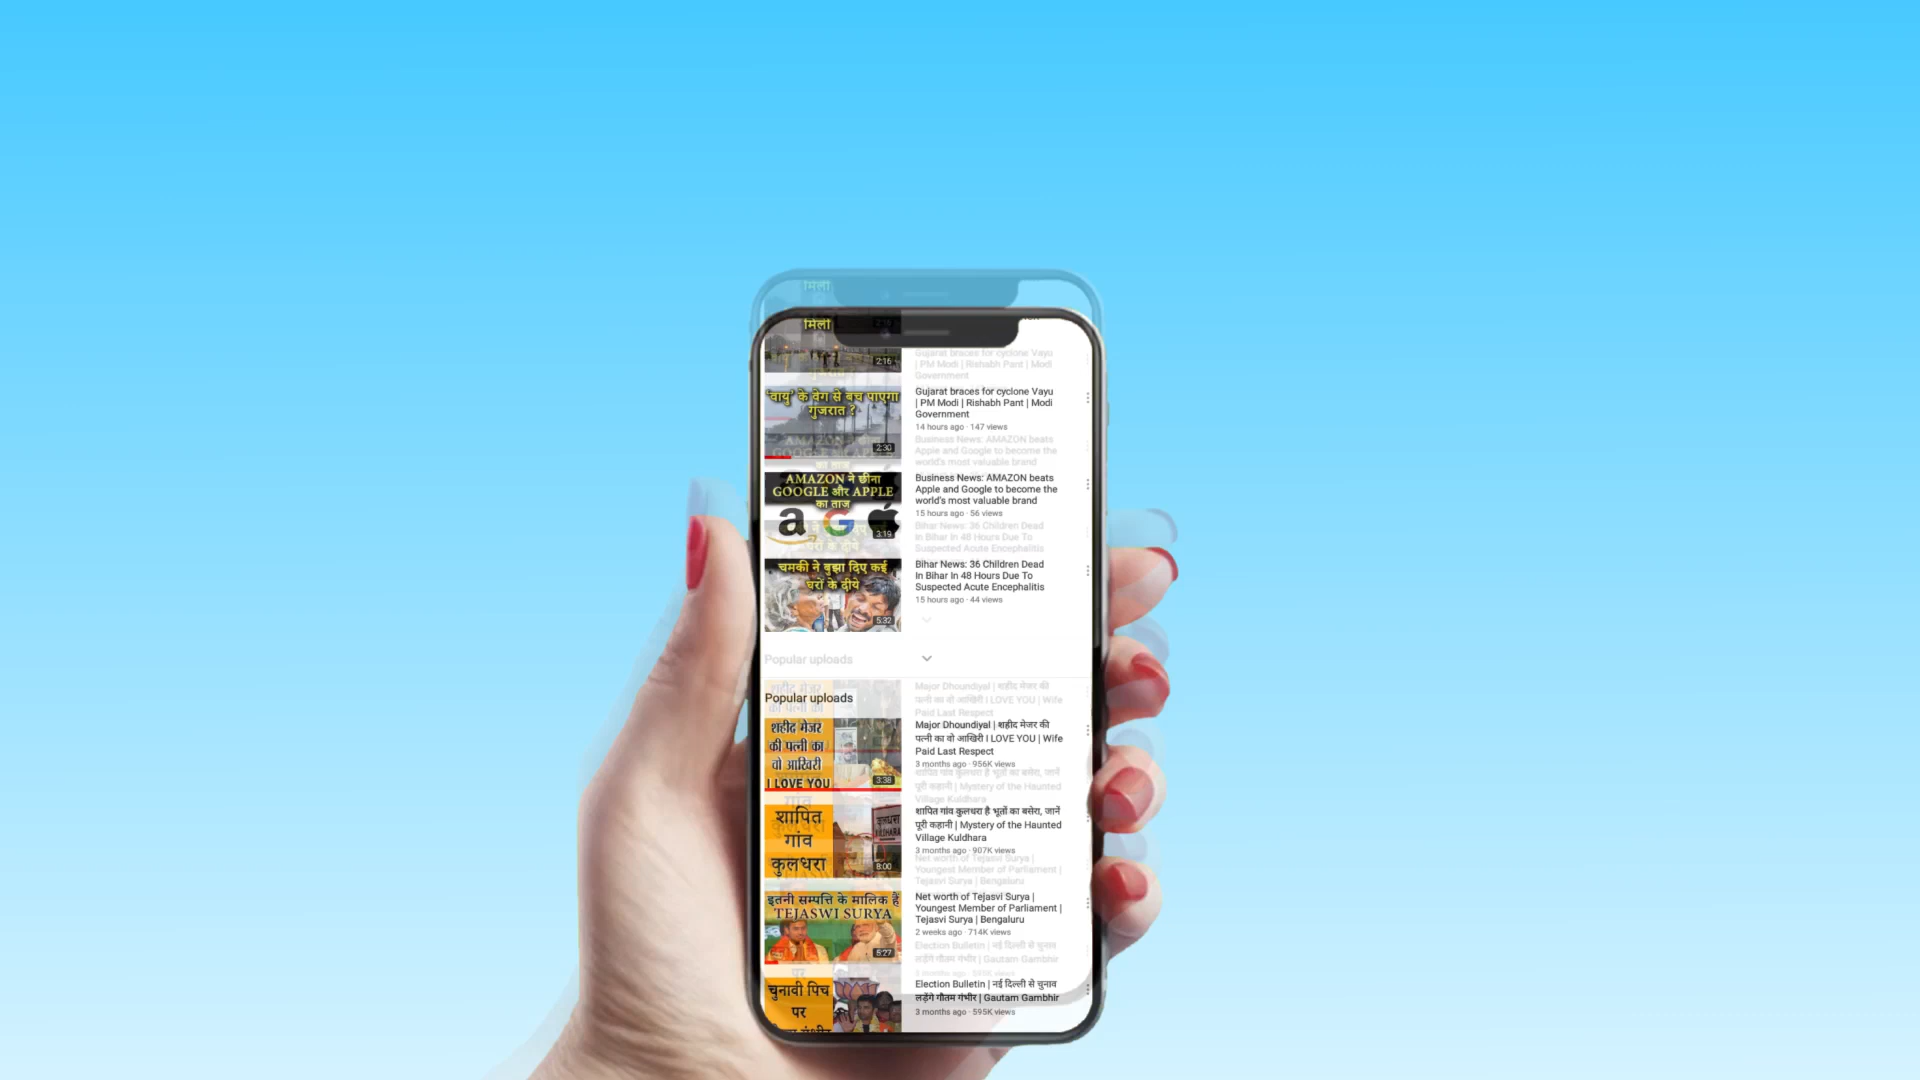 मिली
2:16
'वायु' के वेग से बच पाएगा
गुजरात ?
2:30
Gujarat braces for cyclone Vayu
| PM Modi | Rishabh Pant | Modi
Government
14 hours ago · 147 views
AMAZON ने छीना
GOOGLE और APPLE
का ताज
a G
3:19
Business News: AMAZON beats
Apple and Google to become the
world's most valuable brand
15 hours ago · 56 views
चमकी ने बुझा दिए कई
घरों के दीये
5:32
Bihar News: 36 Children Dead
In Bihar In 48 Hours Due To
Suspected Acute Encephalitis
15 hours ago · 44 views
Popular uploads
शहीद मेजर
की पत्नी का
वो आखिरी
I LOVE YOU
3:38
Major Dhoundiyal | शहीद मेजर की
पत्नी का वो आखिरी I LOVE YOU | Wife
Paid Last Respect
3 months ago · 956K views
शापित
गांव
कुलधरा
8:00
शापित गांव कुलधरा है भूतों का बसेरा, जानें
पूरी कहानी | Mystery of the Haunted
Village Kuldhara
3 months ago · 907K views
इतनी सम्पत्ति के मालिक हैं
TEJASWI SURYA
5:27
Net worth of Tejasvi Surya |
Youngest Member of Parliament |
Tejasvi Surya | Bengaluru
2 weeks ago · 714K views
चुनावी पिच
पर
Election Bulletin | नई दिल्ली से चुनाव
लड़ेंगे गौतम गंभीर | Gautam Gambhir
3 months ago · 595K views